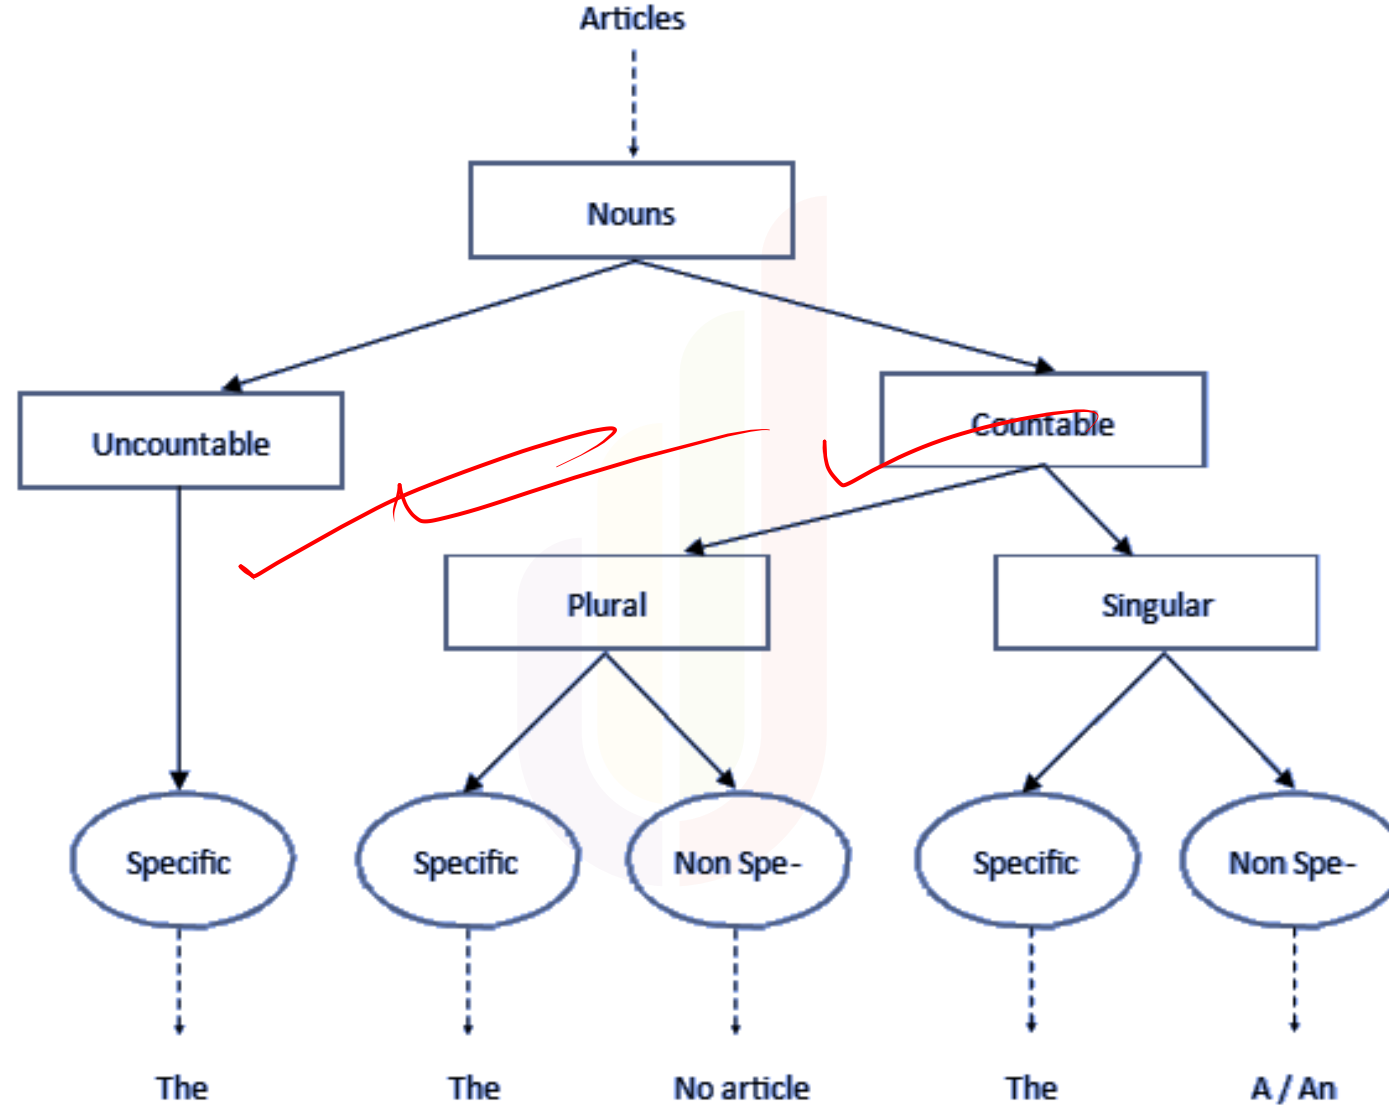 Articles
Nouns
Uncountable
Countable
Plural
Singular
Specific
Specific
Non Spe-
Specific
Non Spe-
The
The
No article
The
A / An